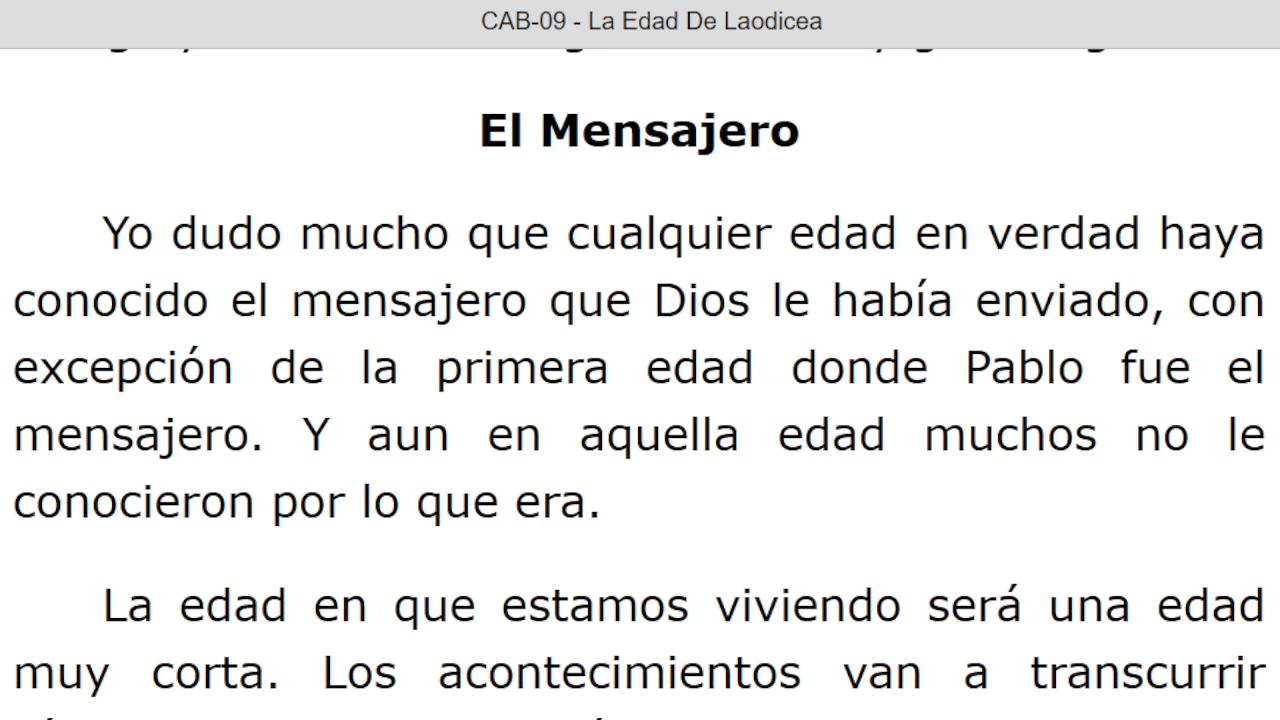 CAB-09 - La Edad De Laodicea
El Mensajero
Yo dudo mucho que cualquier edad en verdad haya
conocido el mensajero que Dios le había enviado, con
excepción de la primera edad donde Pablo fue el
mensajero. Y aun en aquella edad muchos no le
conocieron por lo que era.
La edad en que estamos viviendo será una edad
muy corta. Los acontecimientos van a transcurrir